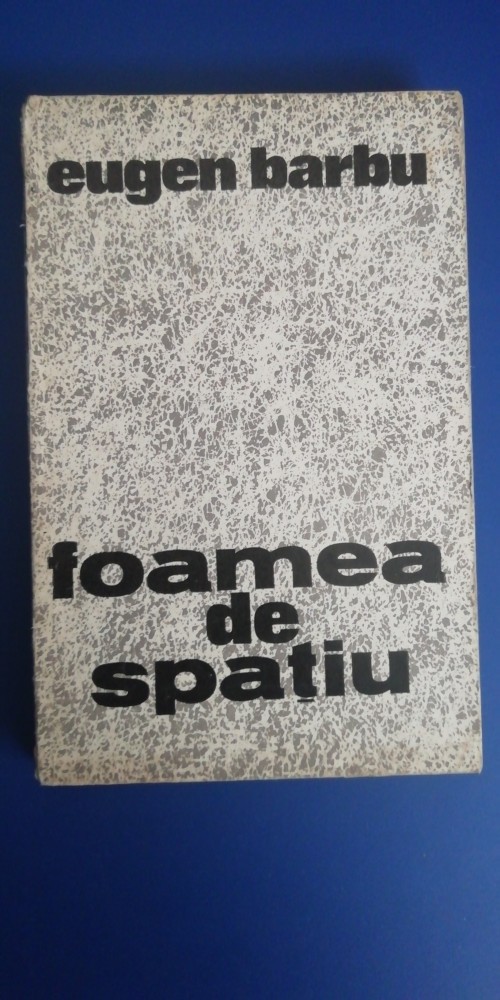 eugen barbu
foamea
de
spațiu